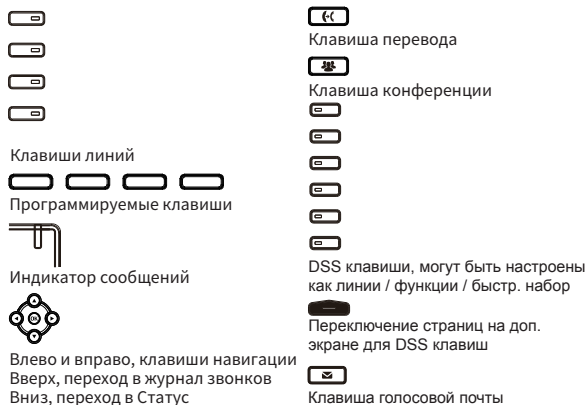 Клавиши линий
Программируемые клавиши
Индикатор сообщений
OK
Влево и вправо, клавиши навигации
Вверх, переход в журнал звонков
Вниз, переход в Статус
Клавиша перевода
Клавиша конференции
DSS клавиши, могут быть настроены
как линии / функции / быстр. набор
Переключение страниц на доп.
экране для DSS клавиш
Клавиша голосовой почты